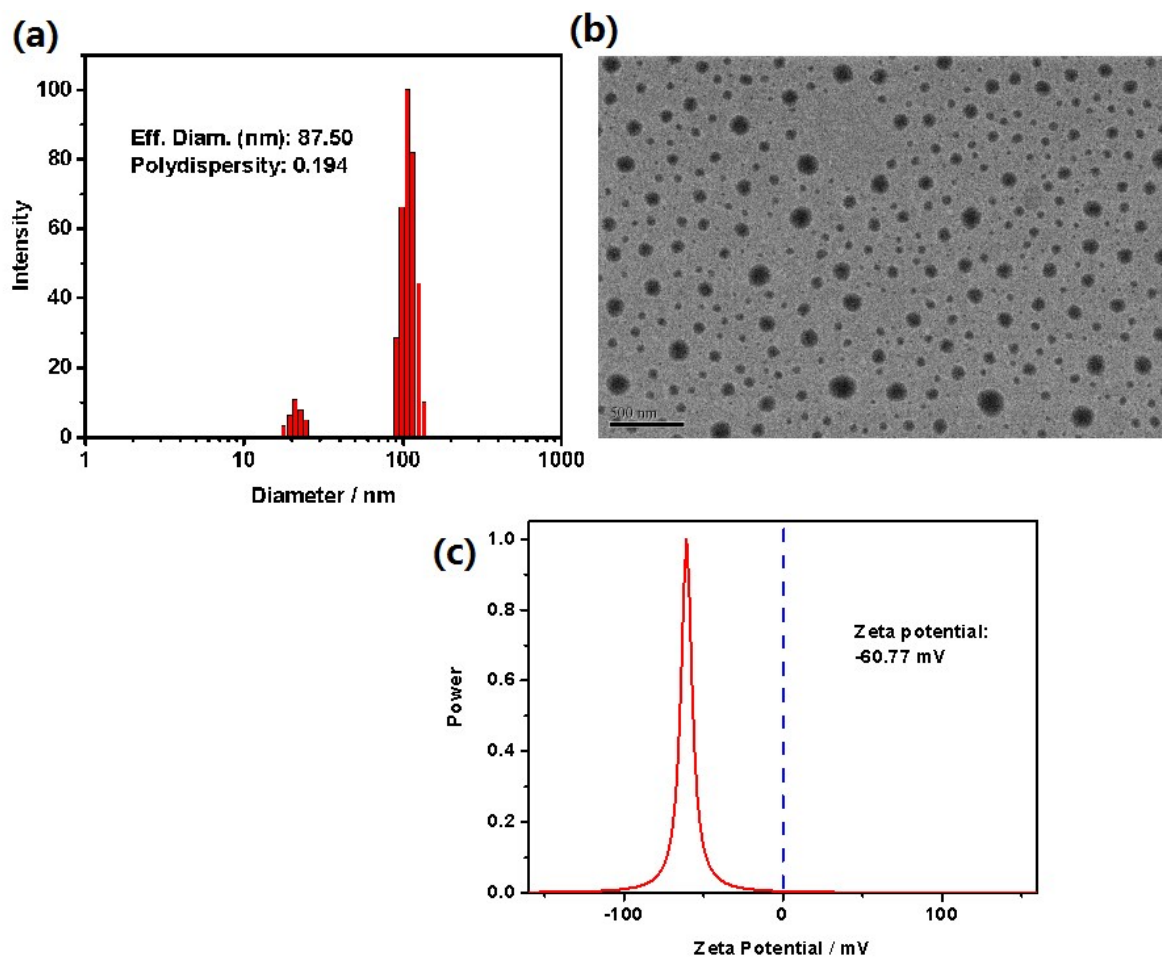 (a)
Eff. Diam. (nm): 87.50
Polydispersity: 0.194
Intensity
100
80
60
40
20
0
1
10
100
1000
Diameter / nm
(b)
500 nm
(c)
Zeta potential:
-60.77 mV
Power
1.0
0.8
0.6
0.4
0.2
0.0
-100
0
100
Zeta Potential / mV